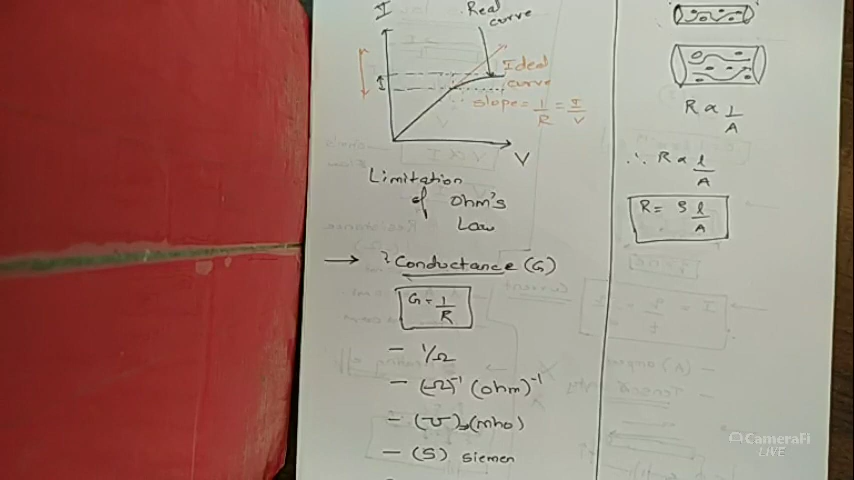 I
Real
curve
Ideal
curve
I
slope = 1/R = I/V
V
Limitation
of Ohm's
Law
→ Conductance (G)
G = 1/R
- 1/Ω
- (Ω)⁻¹ (ohm)⁻¹
- (℧) (mho)
- (S) siemen
R ∝ 1/A
∴ R ∝ l/A
R = ρ l/A
CameraFi
LIVE